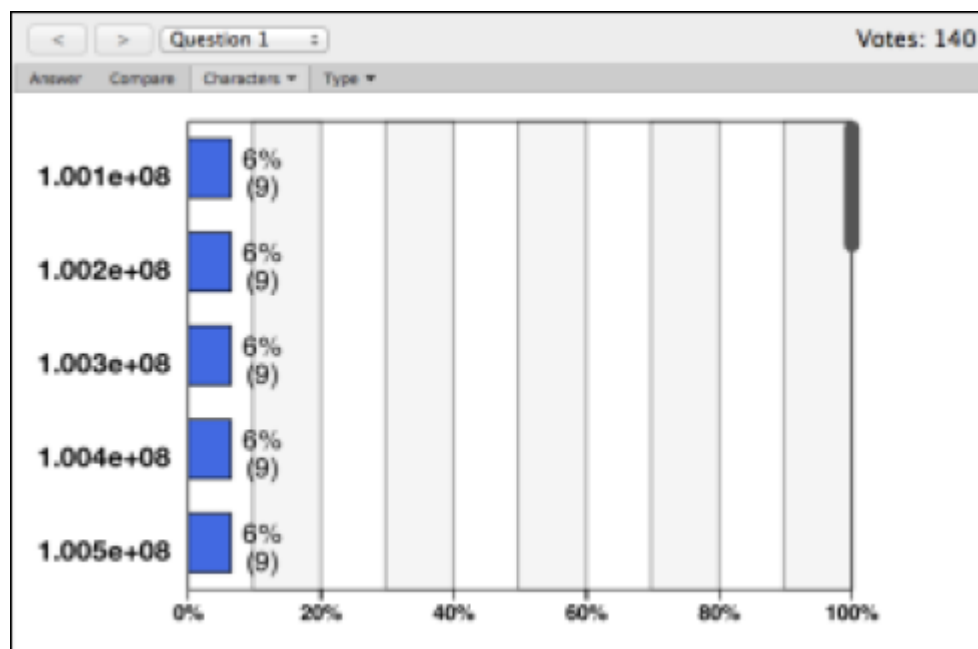 < > Question 1 Votes: 140
Answer Compare Characters Type
1.001e+08 6% (9)
1.002e+08 6% (9)
1.003e+08 6% (9)
1.004e+08 6% (9)
1.005e+08 6% (9)
0% 20% 40% 60% 80% 100%